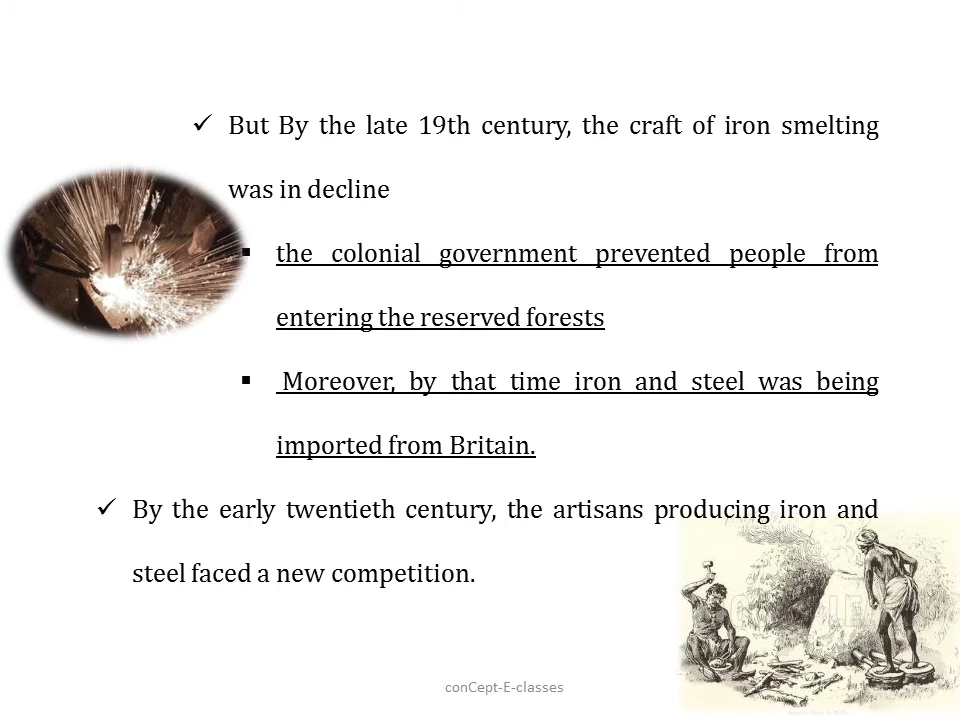 ✓ But By the late 19th century, the craft of iron smelting
was in decline
▪ the colonial government prevented people from
entering the reserved forests
▪ Moreover, by that time iron and steel was being
imported from Britain.
✓ By the early twentieth century, the artisans producing iron and
steel faced a new competition.
conCept-E-classes